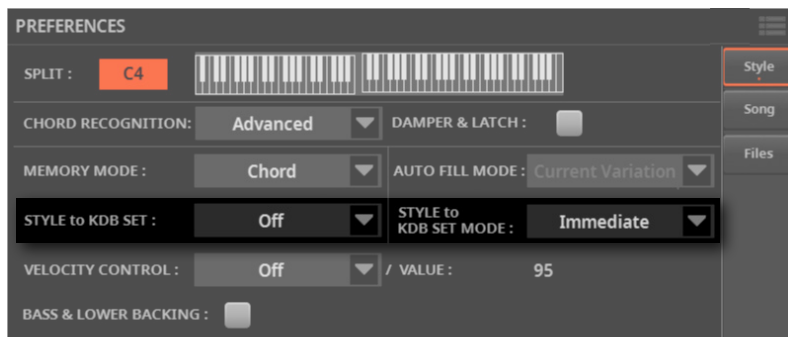 PREFERENCES
SPLIT : C4
Style
CHORD RECOGNITION: Advanced DAMPER & LATCH :
Song
MEMORY MODE : Chord AUTO FILL MODE : Current Variation
Files
STYLE to KDB SET : Off STYLE to
KDB SET MODE : Immediate
VELOCITY CONTROL : Off / VALUE : 95
BASS & LOWER BACKING :